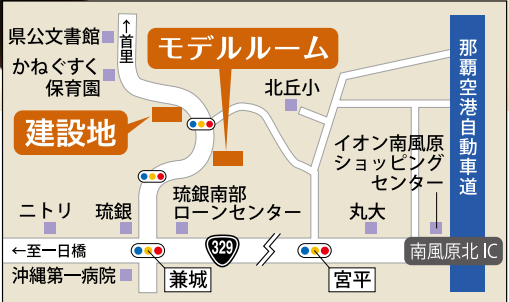 県公文書館
かねぐすく
保育園
↑首里
モデルルーム
建設地
北丘小
那覇空港自動車道
イオン南風原
ショッピング
センター
ニトリ
琉銀
琉銀南部
ローンセンター
丸大
←至一日橋
329
南風原北IC
沖縄第一病院
兼城
宮平